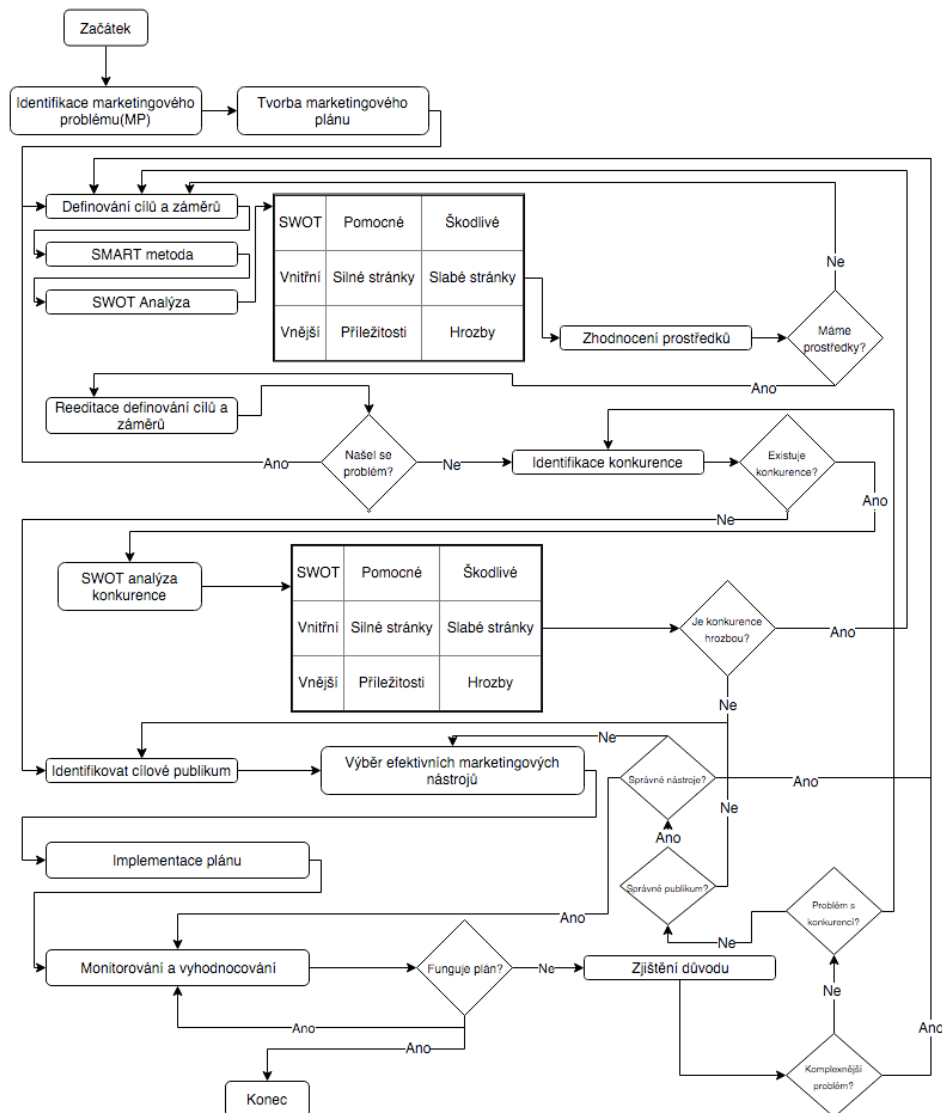 Začátek
Identifikace marketingového
problému(MP)
Tvorba marketingového
plánu
Definování cílů a záměrů
SMART metoda
SWOT Analýza
SWOT Pomocné Škodlivé
Vnitřní Silné stránky Slabé stránky
Vnější Příležitosti Hrozby
Zhodnocení prostředků
Máme
prostředky?
Ne
Ano
Reeditace definování cílů a
záměrů
Našel se
problém?
Ano
Ne
Identifikace konkurence
Existuje
konkurence?
Ano
Ne
SWOT analýza
konkurence
SWOT Pomocné Škodlivé
Vnitřní Silné stránky Slabé stránky
Vnější Příležitosti Hrozby
Je konkurence
hrozbou?
Ano
Ne
Identifikovat cílové publikum
Výběr efektivních marketingových
nástrojů
Ne
Správné nástroje?
Ano
Ne
Ano
Implementace plánu
Správné publikum?
Problém s
konkurencí?
Ano
Ne
Monitorování a vyhodnocování
Funguje plán?
Ne
Zjištění důvodu
Ne
Ano
Ano
Ano
Komplexnější
problém?
Konec